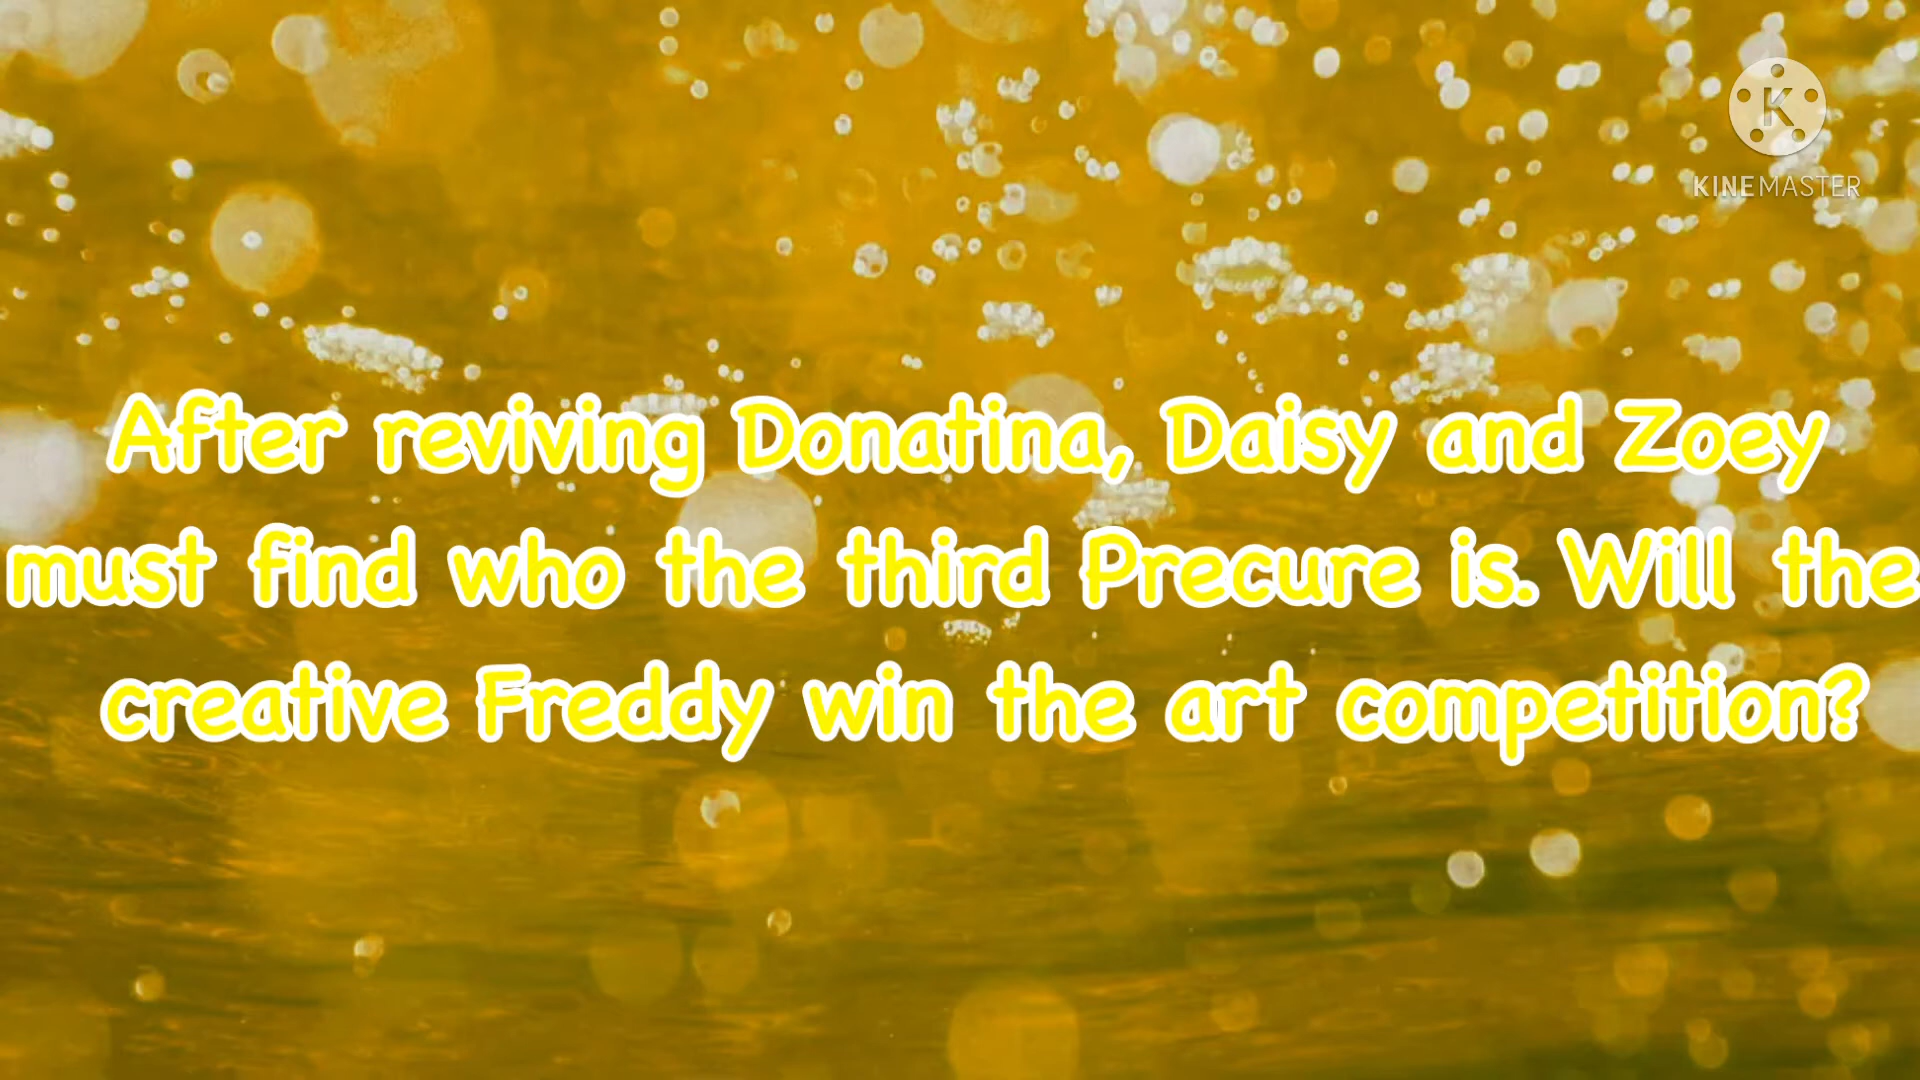 K
KINEMASTER
After reviving Donatina, Daisy and Zoey
must find who the third Precure is. Will the
creative Freddy win the art competition?